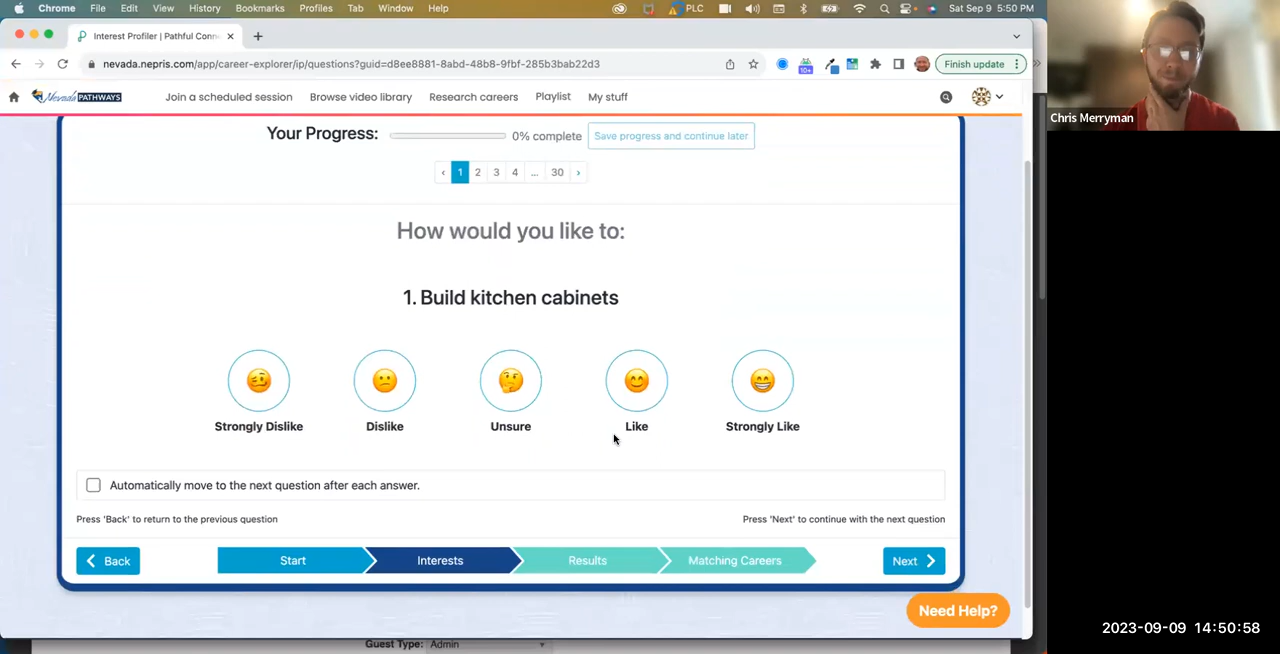 Chrome File Edit View History Bookmarks Profiles Tab Window Help PLC Sat Sep 9 5:50 PM
Interest Profiler | Pathful Conn
nevada.nepris.com/app/career-explorer/ip/questions?guid=d8ee8881-8abd-48b8-9fbf-285b3bab22d3 10+ Finish update
Nevada PATHWAYS Join a scheduled session Browse video library Research careers Playlist My stuff
Chris Merryman
Your Progress: 0% complete Save progress and continue later
‹ 1 2 3 4 ... 30 ›
How would you like to:
1. Build kitchen cabinets
Strongly Dislike Dislike Unsure Like Strongly Like
Automatically move to the next question after each answer.
Press 'Back' to return to the previous question Press 'Next' to continue with the next question
Back Start Interests Results Matching Careers Next
Need Help?
2023-09-09 14:50:58
Guest Type: Admin